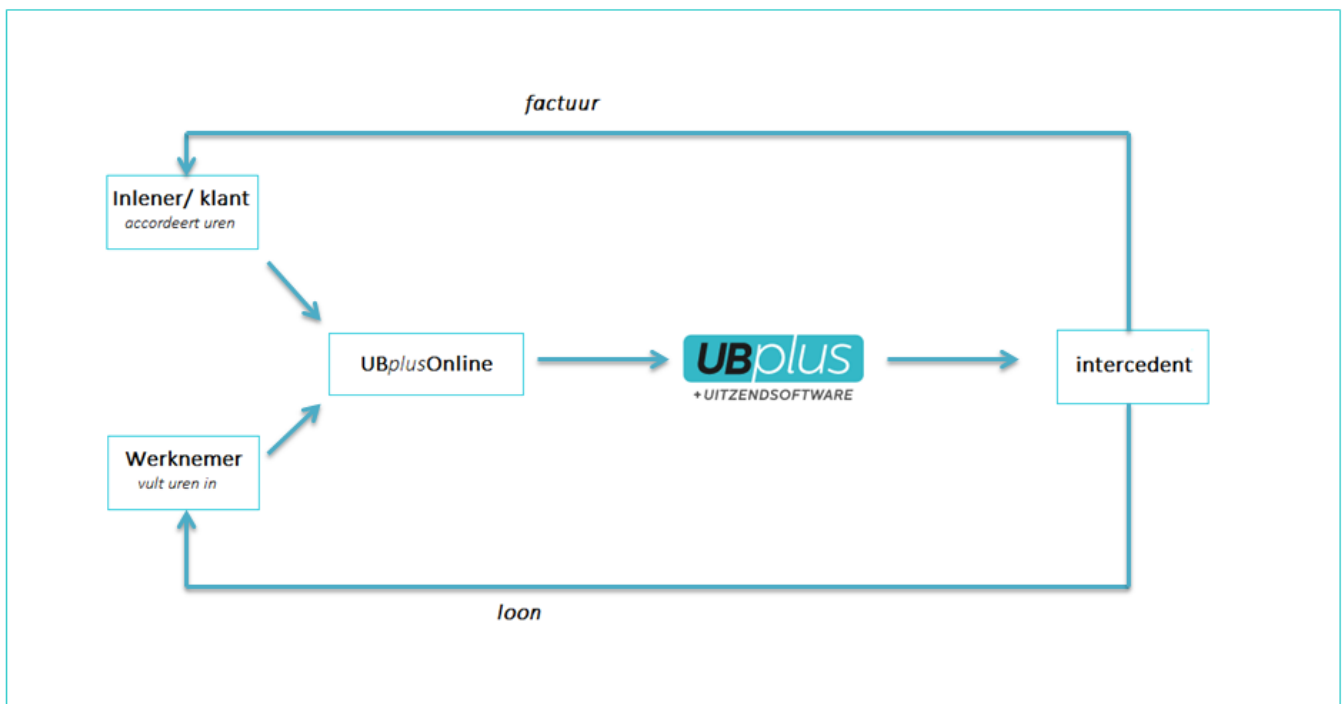 factuur
Inlener/ klant
accordeert uren
UBplusOnline
UBplus
+UITZENDSOFTWARE
intercedent
Werknemer
vult uren in
loon